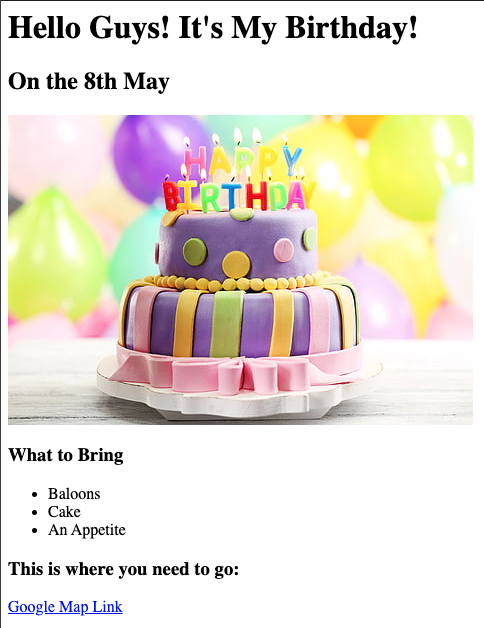 Hello Guys! It's My Birthday!
On the 8th May
HAPPY
BIRTHDAY
What to Bring
Baloons
Cake
An Appetite
This is where you need to go:
Google Map Link